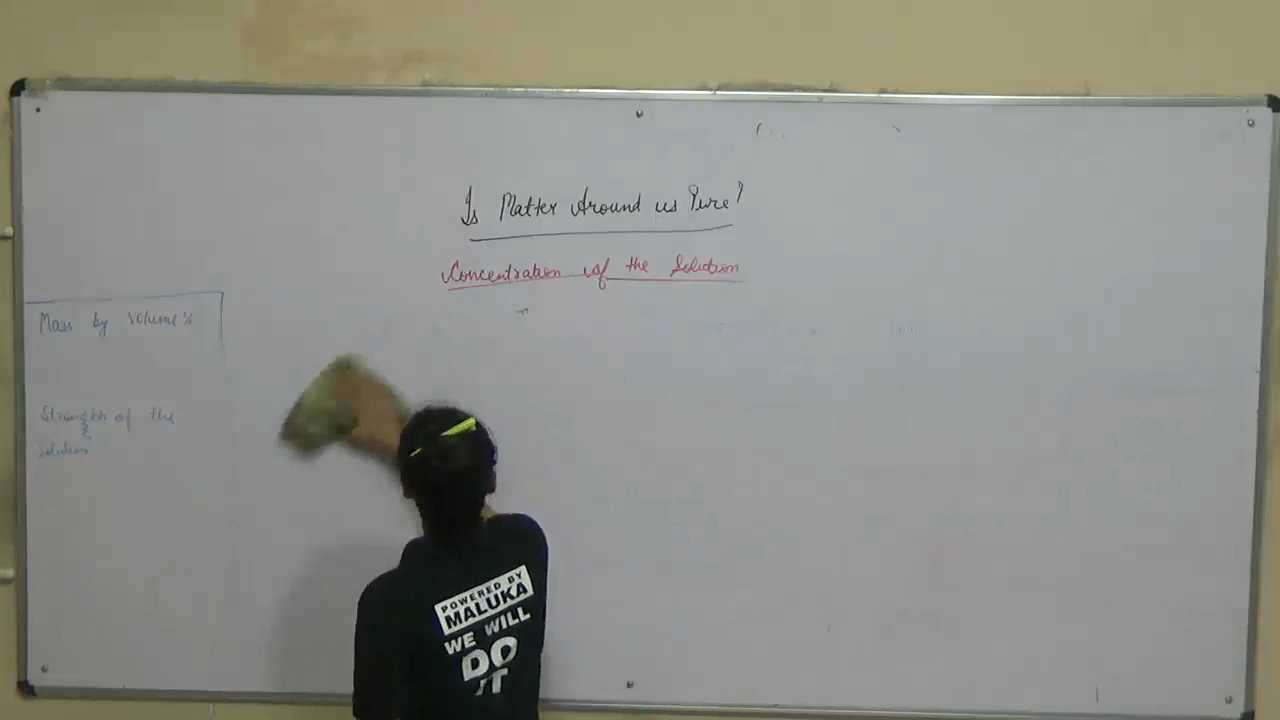 Is Matter Around us Pure?
Concentration of the Solution
Mass by Volume %
Strength of the
solution
POWERED BY
MALUKA
WE WILL
DO
IT